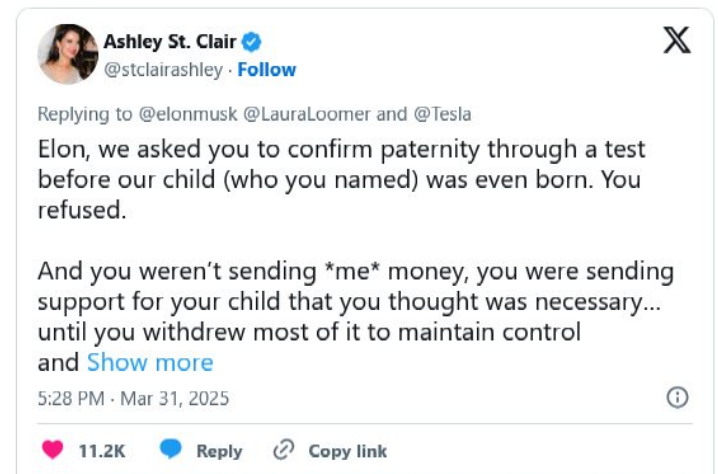 Ashley St. Clair
@stclairashley · Follow
Replying to @elonmusk @LauraLoomer and @Tesla
Elon, we asked you to confirm paternity through a test
before our child (who you named) was even born. You
refused.
And you weren’t sending *me* money, you were sending
support for your child that you thought was necessary...
until you withdrew most of it to maintain control
and Show more
5:28 PM · Mar 31, 2025
11.2K Reply Copy link